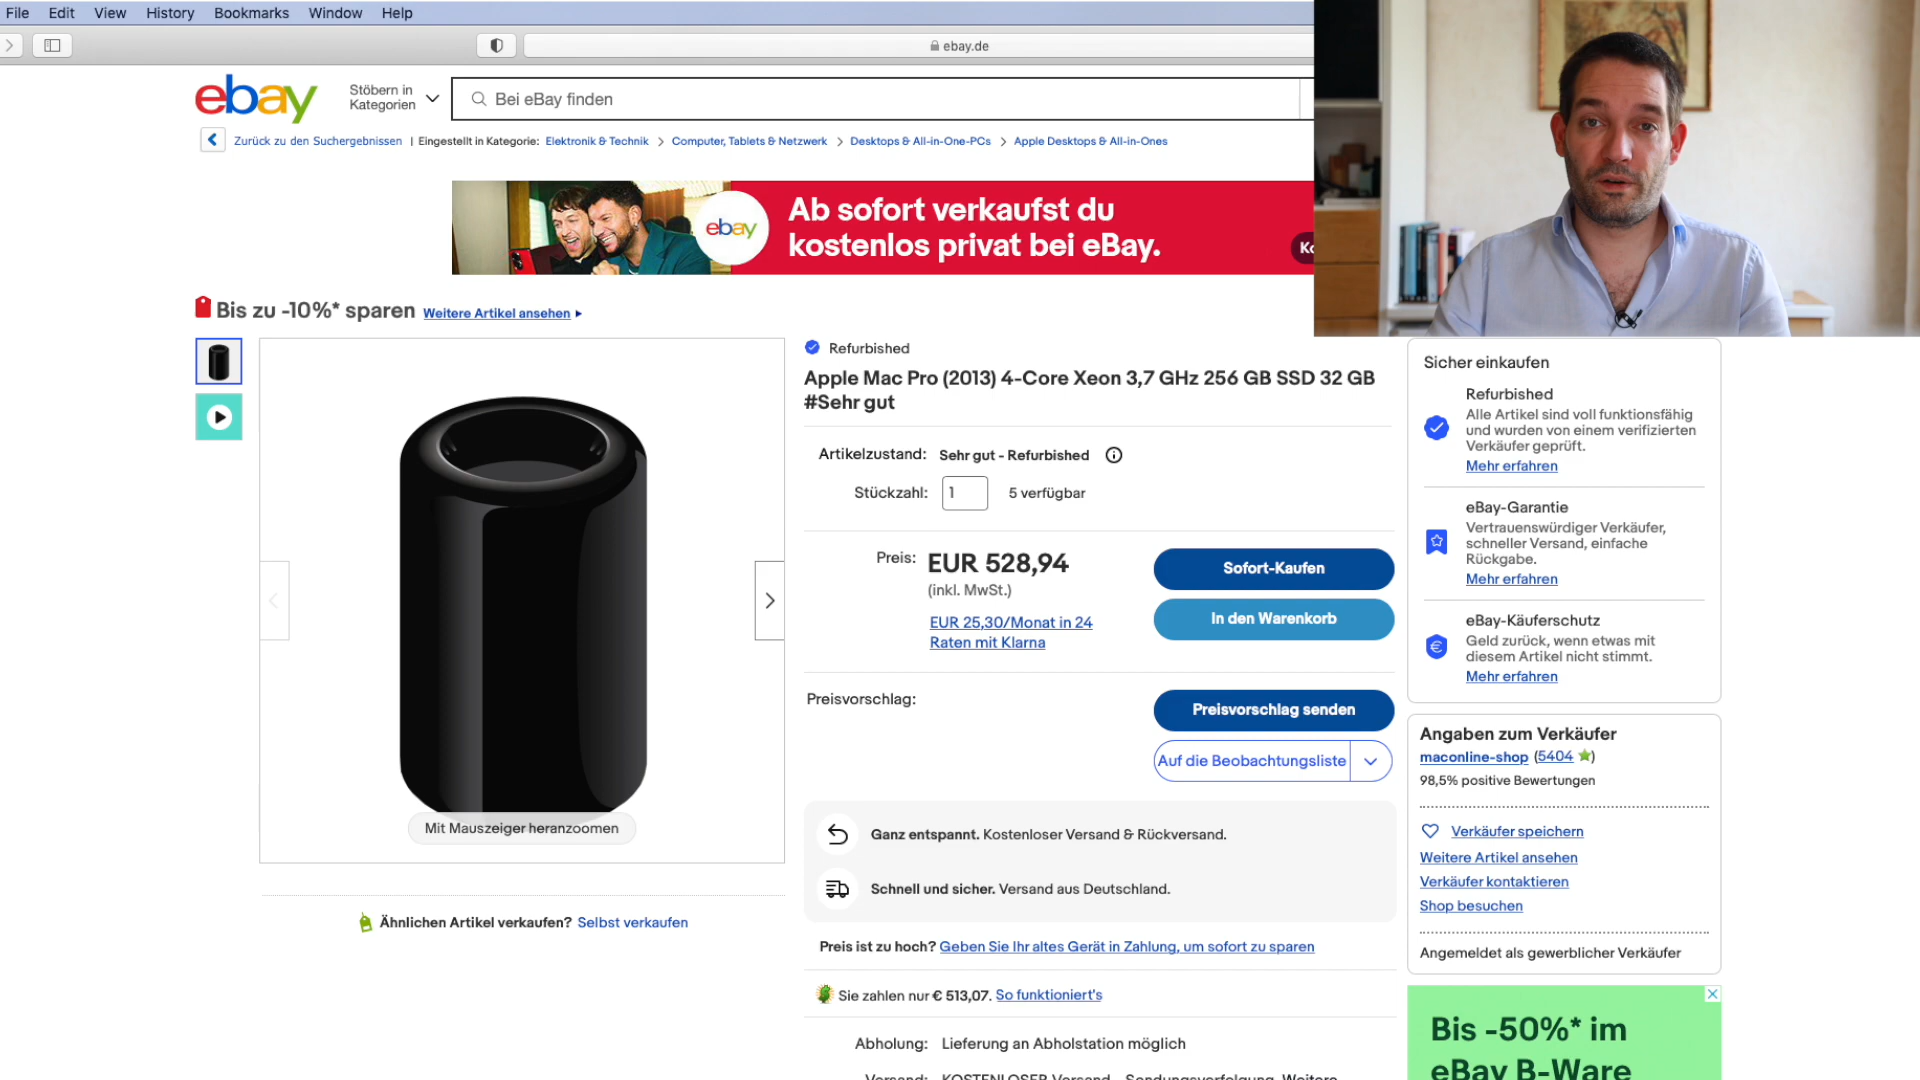 File Edit View History Bookmarks Window Help
ebay.de
ebay
Stöbern in
Kategorien
Bei eBay finden
Zurück zu den Suchergebnissen | Eingestellt in Kategorie: Elektronik & Technik > Computer, Tablets & Netzwerk > Desktops & All-in-One-PCs > Apple Desktops & All-in-Ones
ebay
Ab sofort verkaufst du
kostenlos privat bei eBay.
Bis zu -10%* sparen Weitere Artikel ansehen
Refurbished
Apple Mac Pro (2013) 4-Core Xeon 3,7 GHz 256 GB SSD 32 GB
#Sehr gut
Artikelzustand: Sehr gut - Refurbished
Stückzahl: 1 5 verfügbar
Preis: EUR 528,94
(inkl. MwSt.)
EUR 25,30/Monat in 24
Raten mit Klarna
Sofort-Kaufen
In den Warenkorb
Preisvorschlag:
Preisvorschlag senden
Auf die Beobachtungsliste
Mit Mauszeiger heranzoomen
Ganz entspannt. Kostenloser Versand & Rückversand.
Schnell und sicher. Versand aus Deutschland.
Ähnlichen Artikel verkaufen? Selbst verkaufen
Preis ist zu hoch? Geben Sie Ihr altes Gerät in Zahlung, um sofort zu sparen
Sie zahlen nur € 513,07. So funktioniert's
Abholung: Lieferung an Abholstation möglich
Versand: KOSTENLOSER Versand Sendungsverfolgung Weitere
Sicher einkaufen
Refurbished
Alle Artikel sind voll funktionsfähig
und wurden von einem verifizierten
Verkäufer geprüft.
Mehr erfahren
eBay-Garantie
Vertrauenswürdiger Verkäufer,
schneller Versand, einfache
Rückgabe.
Mehr erfahren
eBay-Käuferschutz
Geld zurück, wenn etwas mit
diesem Artikel nicht stimmt.
Mehr erfahren
Angaben zum Verkäufer
maconline-shop (5404)
98,5% positive Bewertungen
Verkäufer speichern
Weitere Artikel ansehen
Verkäufer kontaktieren
Shop besuchen
Angemeldet als gewerblicher Verkäufer
Bis -50%* im
eBay B-Ware